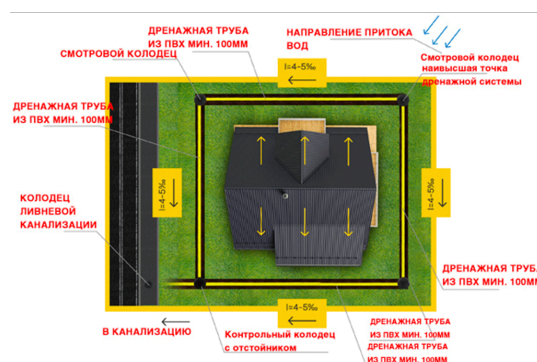 ДРЕНАЖНАЯ ТРУБА
ИЗ ПВХ МИН. 100ММ
НАПРАВЛЕНИЕ ПРИТОКА
ВОД
СМОТРОВОЙ КОЛОДЕЦ
Смотровой колодец
наивысшая точка
дренажной системы
I=4-5‰
ДРЕНАЖНАЯ ТРУБА
ИЗ ПВХ МИН. 100ММ
I=4-5‰
I=4-5‰
КОЛОДЕЦ
ЛИВНЕВОЙ
КАНАЛИЗАЦИИ
ДРЕНАЖНАЯ ТРУБА
ИЗ ПВХ МИН. 100ММ
I=4-5‰
В КАНАЛИЗАЦИЮ
Контрольный колодец
с отстойником
ДРЕНАЖНАЯ ТРУБА
ИЗ ПВХ МИН. 100ММ
ДРЕНАЖНАЯ ТРУБА
ИЗ ПВХ МИН. 100ММ